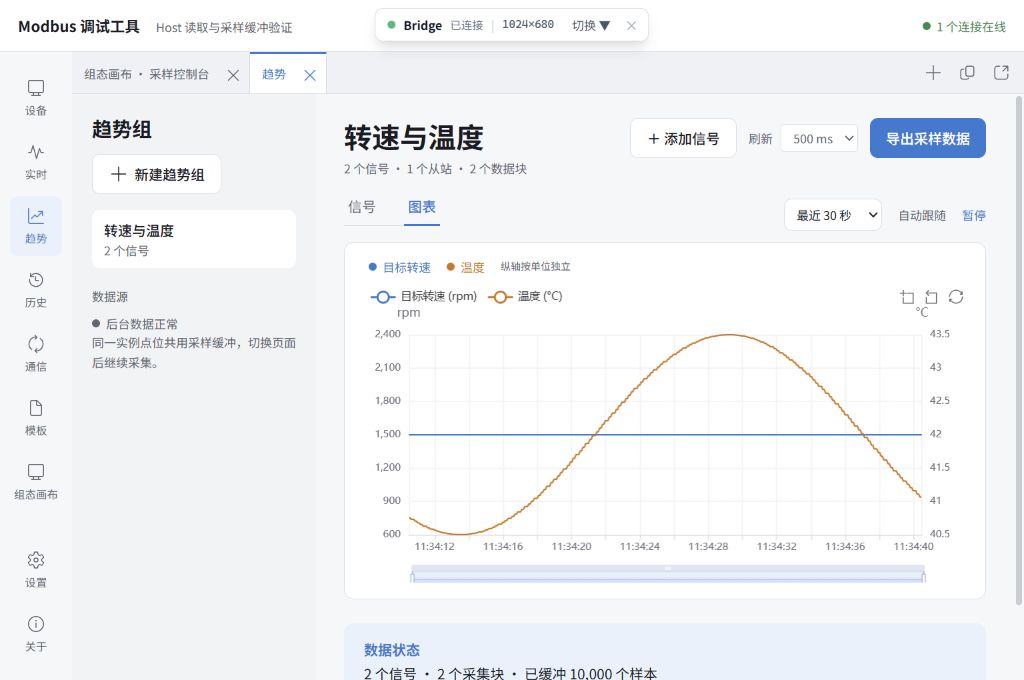 Modbus 调试工具 Host 读取与采样缓冲验证 Bridge 已连接 1024×680 切换 ▼ 1 个连接在线
组态画布 · 采样控制台 趋势
设备
实时
趋势
历史
通信
模板
组态画布
设置
关于
趋势组
+ 新建趋势组
转速与温度
2 个信号
数据源
后台数据正常
同一实例点位共用采样缓冲，切换页面
后继续采集。
转速与温度
2 个信号 · 1 个从站 · 2 个数据块
+ 添加信号 刷新 500 ms 导出采样数据
信号 图表 最近 30 秒 自动跟随 暂停
目标转速 温度 纵轴按单位独立
目标转速 (rpm) 温度 (°C)
rpm °C
2,400 43.5
2,100 43
1,800 42.5
1,500 42
1,200 41.5
900 41
600 40.5
11:34:12 11:34:16 11:34:20 11:34:24 11:34:28 11:34:32 11:34:36 11:34:40
数据状态
2 个信号 · 2 个采集块 · 已缓冲 10,000 个样本